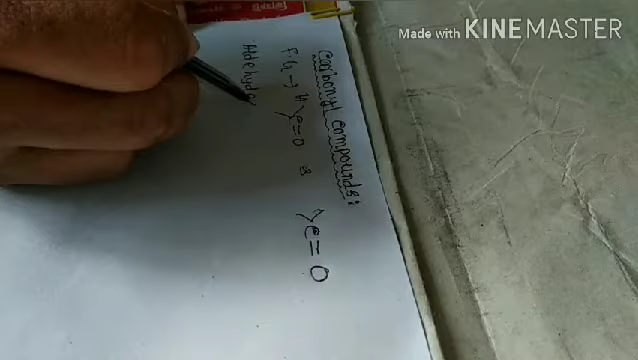 Made with KINEMASTER
Carbonyl compounds:
F.G → H >C=O & >C=O
Aldehyde